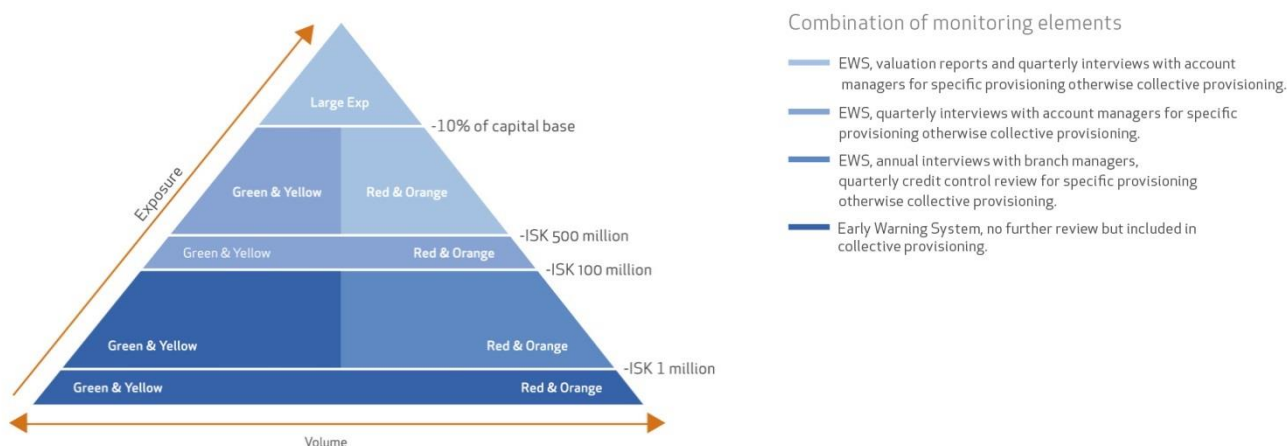 Combination of monitoring elements
EWS, valuation reports and quarterly interviews with account
managers for specific provisioning otherwise collective provisioning.
EWS, quarterly interviews with account managers for specific
provisioning otherwise collective provisioning.
EWS, annual interviews with branch managers,
quarterly credit control review for specific provisioning
otherwise collective provisioning.
Early Warning System, no further review but included in
collective provisioning.
Exposure
Large Exp
-10% of capital base
Green & Yellow
Red & Orange
-ISK 500 million
Green & Yellow
Red & Orange
-ISK 100 million
Green & Yellow
Red & Orange
-ISK 1 million
Green & Yellow
Red & Orange
Volume